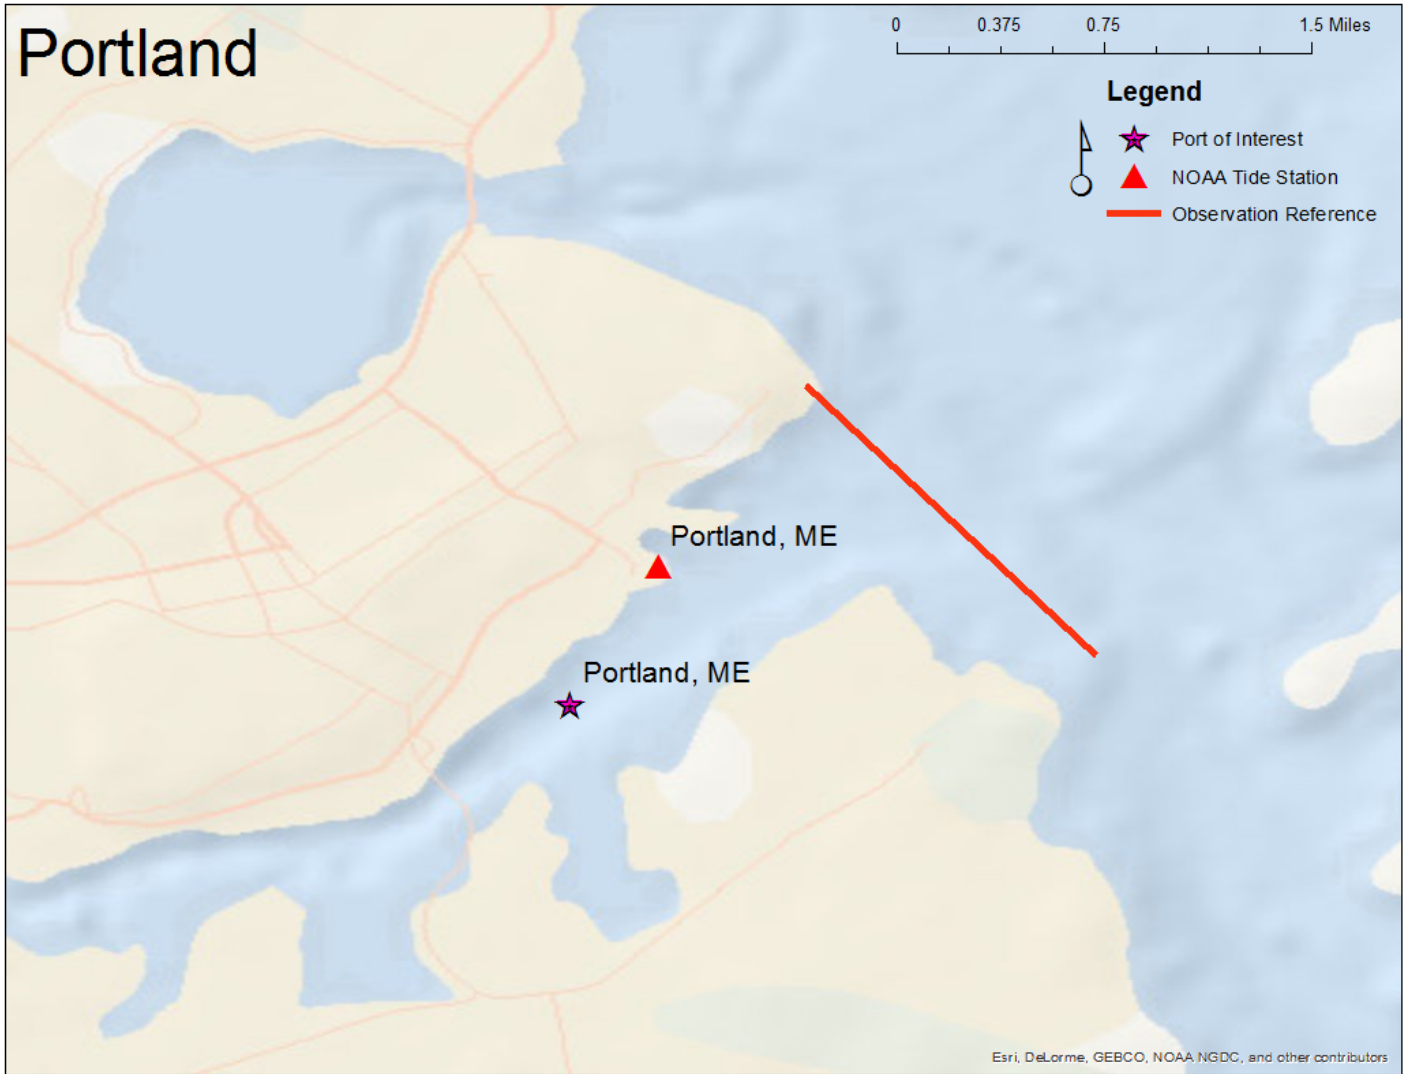 Portland
0 0.375 0.75 1.5 Miles
Legend
Port of Interest
NOAA Tide Station
Observation Reference
Portland, ME
Portland, ME
Esri, DeLorme, GEBCO, NOAA NGDC, and other contributors